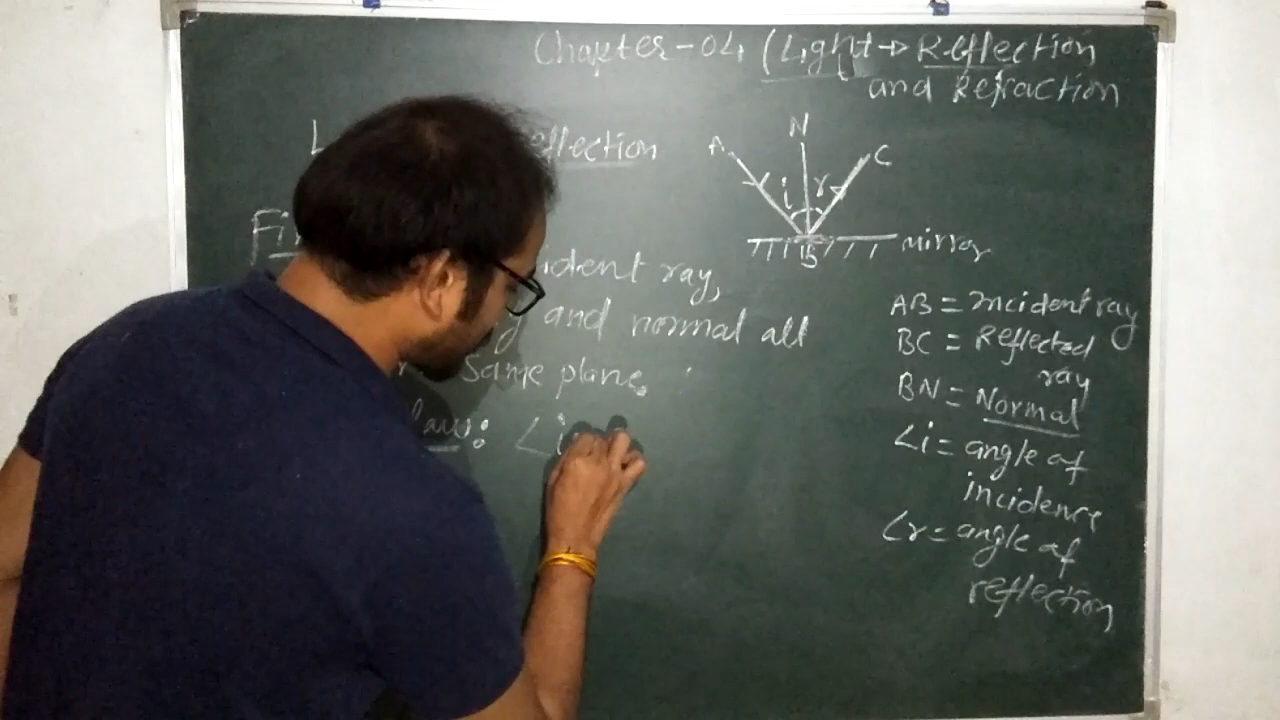 Chapter-04 (Light → Reflection
and Refraction
L eflection
A N C
i r
B mirror
Fi
ident ray,
g and normal all
r same plane.
law: ∠i
AB = Incident ray
BC = Reflected
ray
BN = Normal
∠i = angle of
incidence
∠r = angle of
reflection